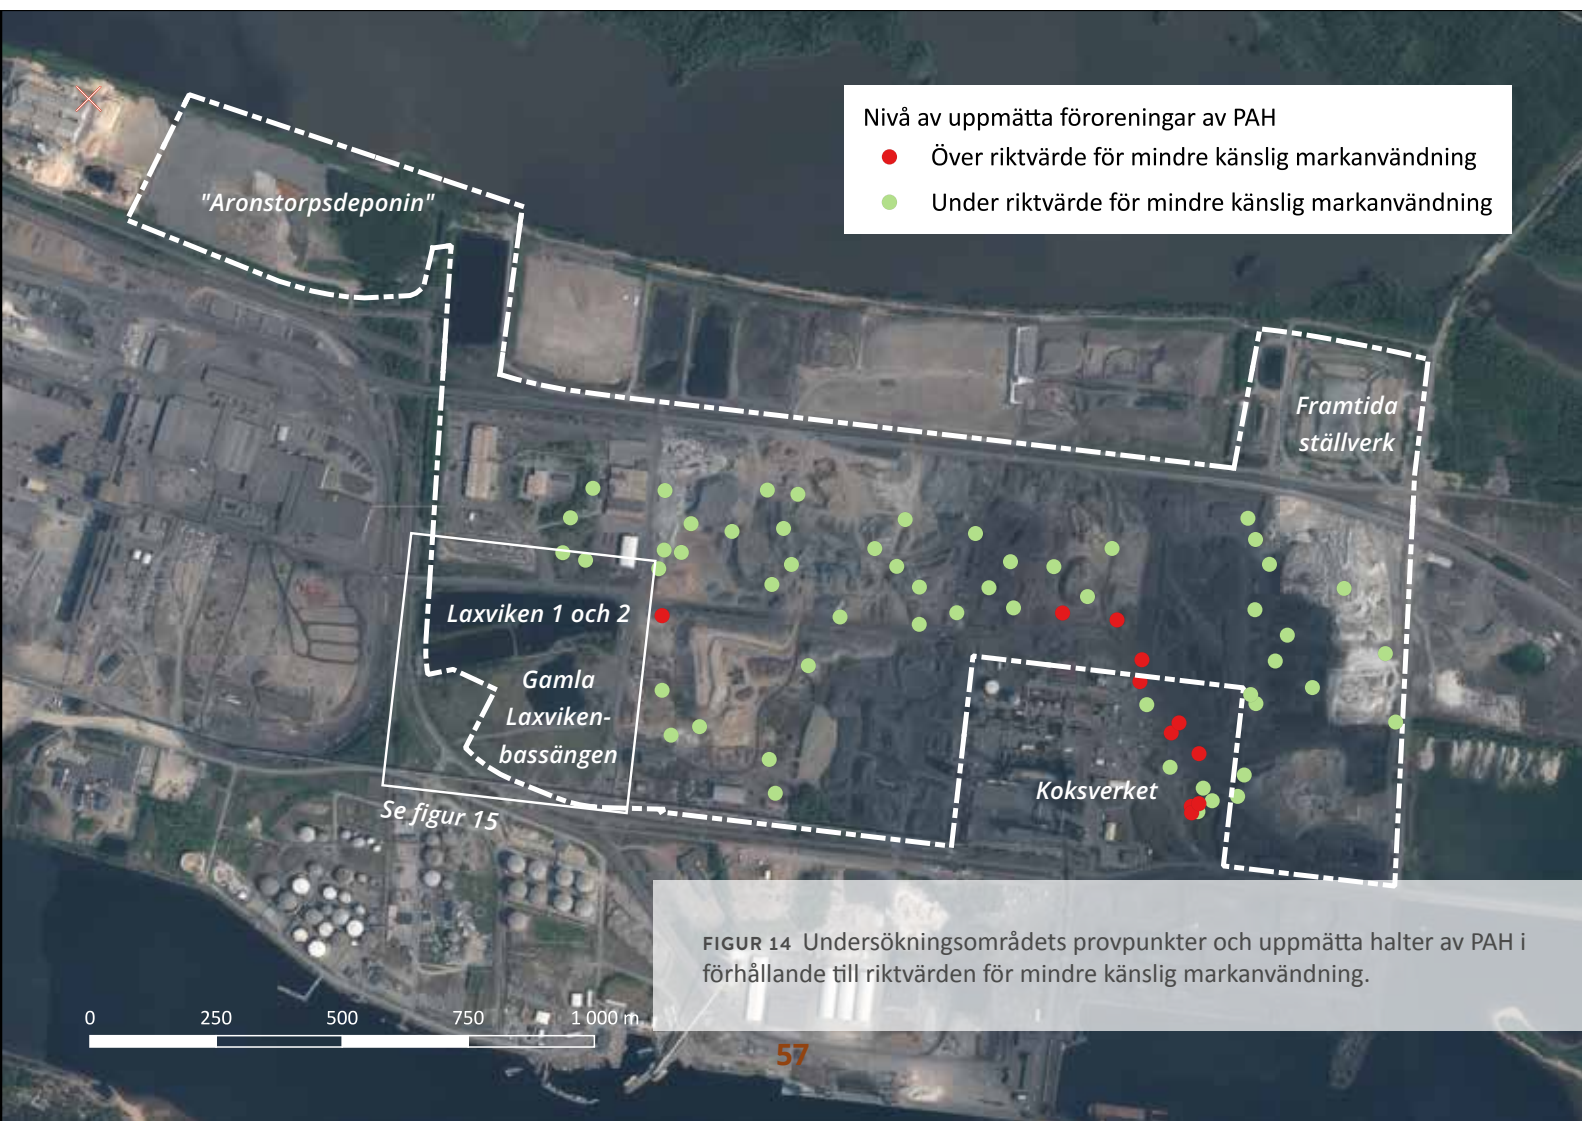 Nivå av uppmätta föroreningar av PAH
Över riktvärde för mindre känslig markanvändning
Under riktvärde för mindre känslig markanvändning
"Aronstorpsdeponin"
Framtida
ställverk
Laxviken 1 och 2
Gamla
Laxviken-
bassängen
Koksverket
Se figur 15
FIGUR 14 Undersökningsområdets provpunkter och uppmätta halter av PAH i
förhållande till riktvärden för mindre känslig markanvändning.
0 250 500 750 1 000 m
57